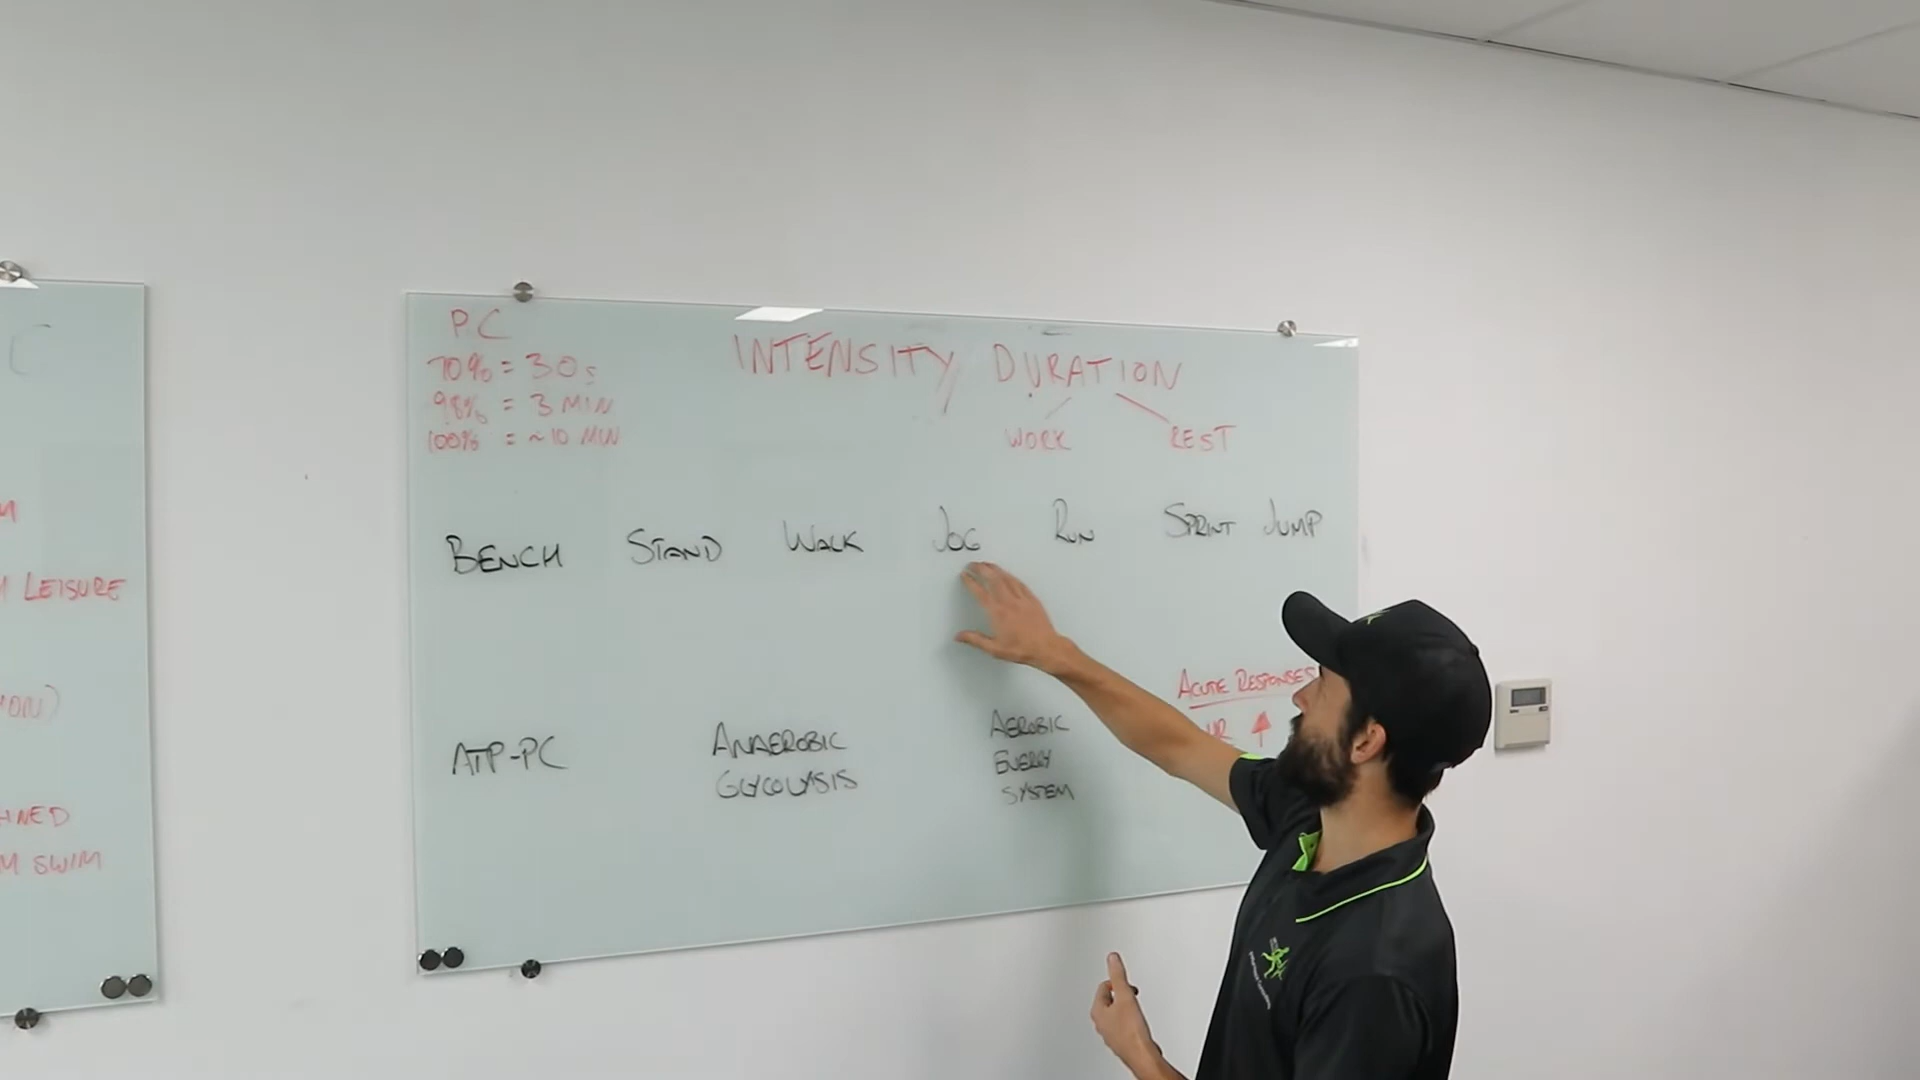 LEISURE
SWIM
PC
70% = 30s
98% = 3 MIN
100% = ~10 MIN
INTENSITY DURATION
WORK REST
BENCH STAND WALK JOG RUN SPRINT JUMP
ATP-PC
ANAEROBIC
GLYCOLYSIS
AEROBIC
ENERGY
SYSTEM
ACUTE RESPONSES
HR